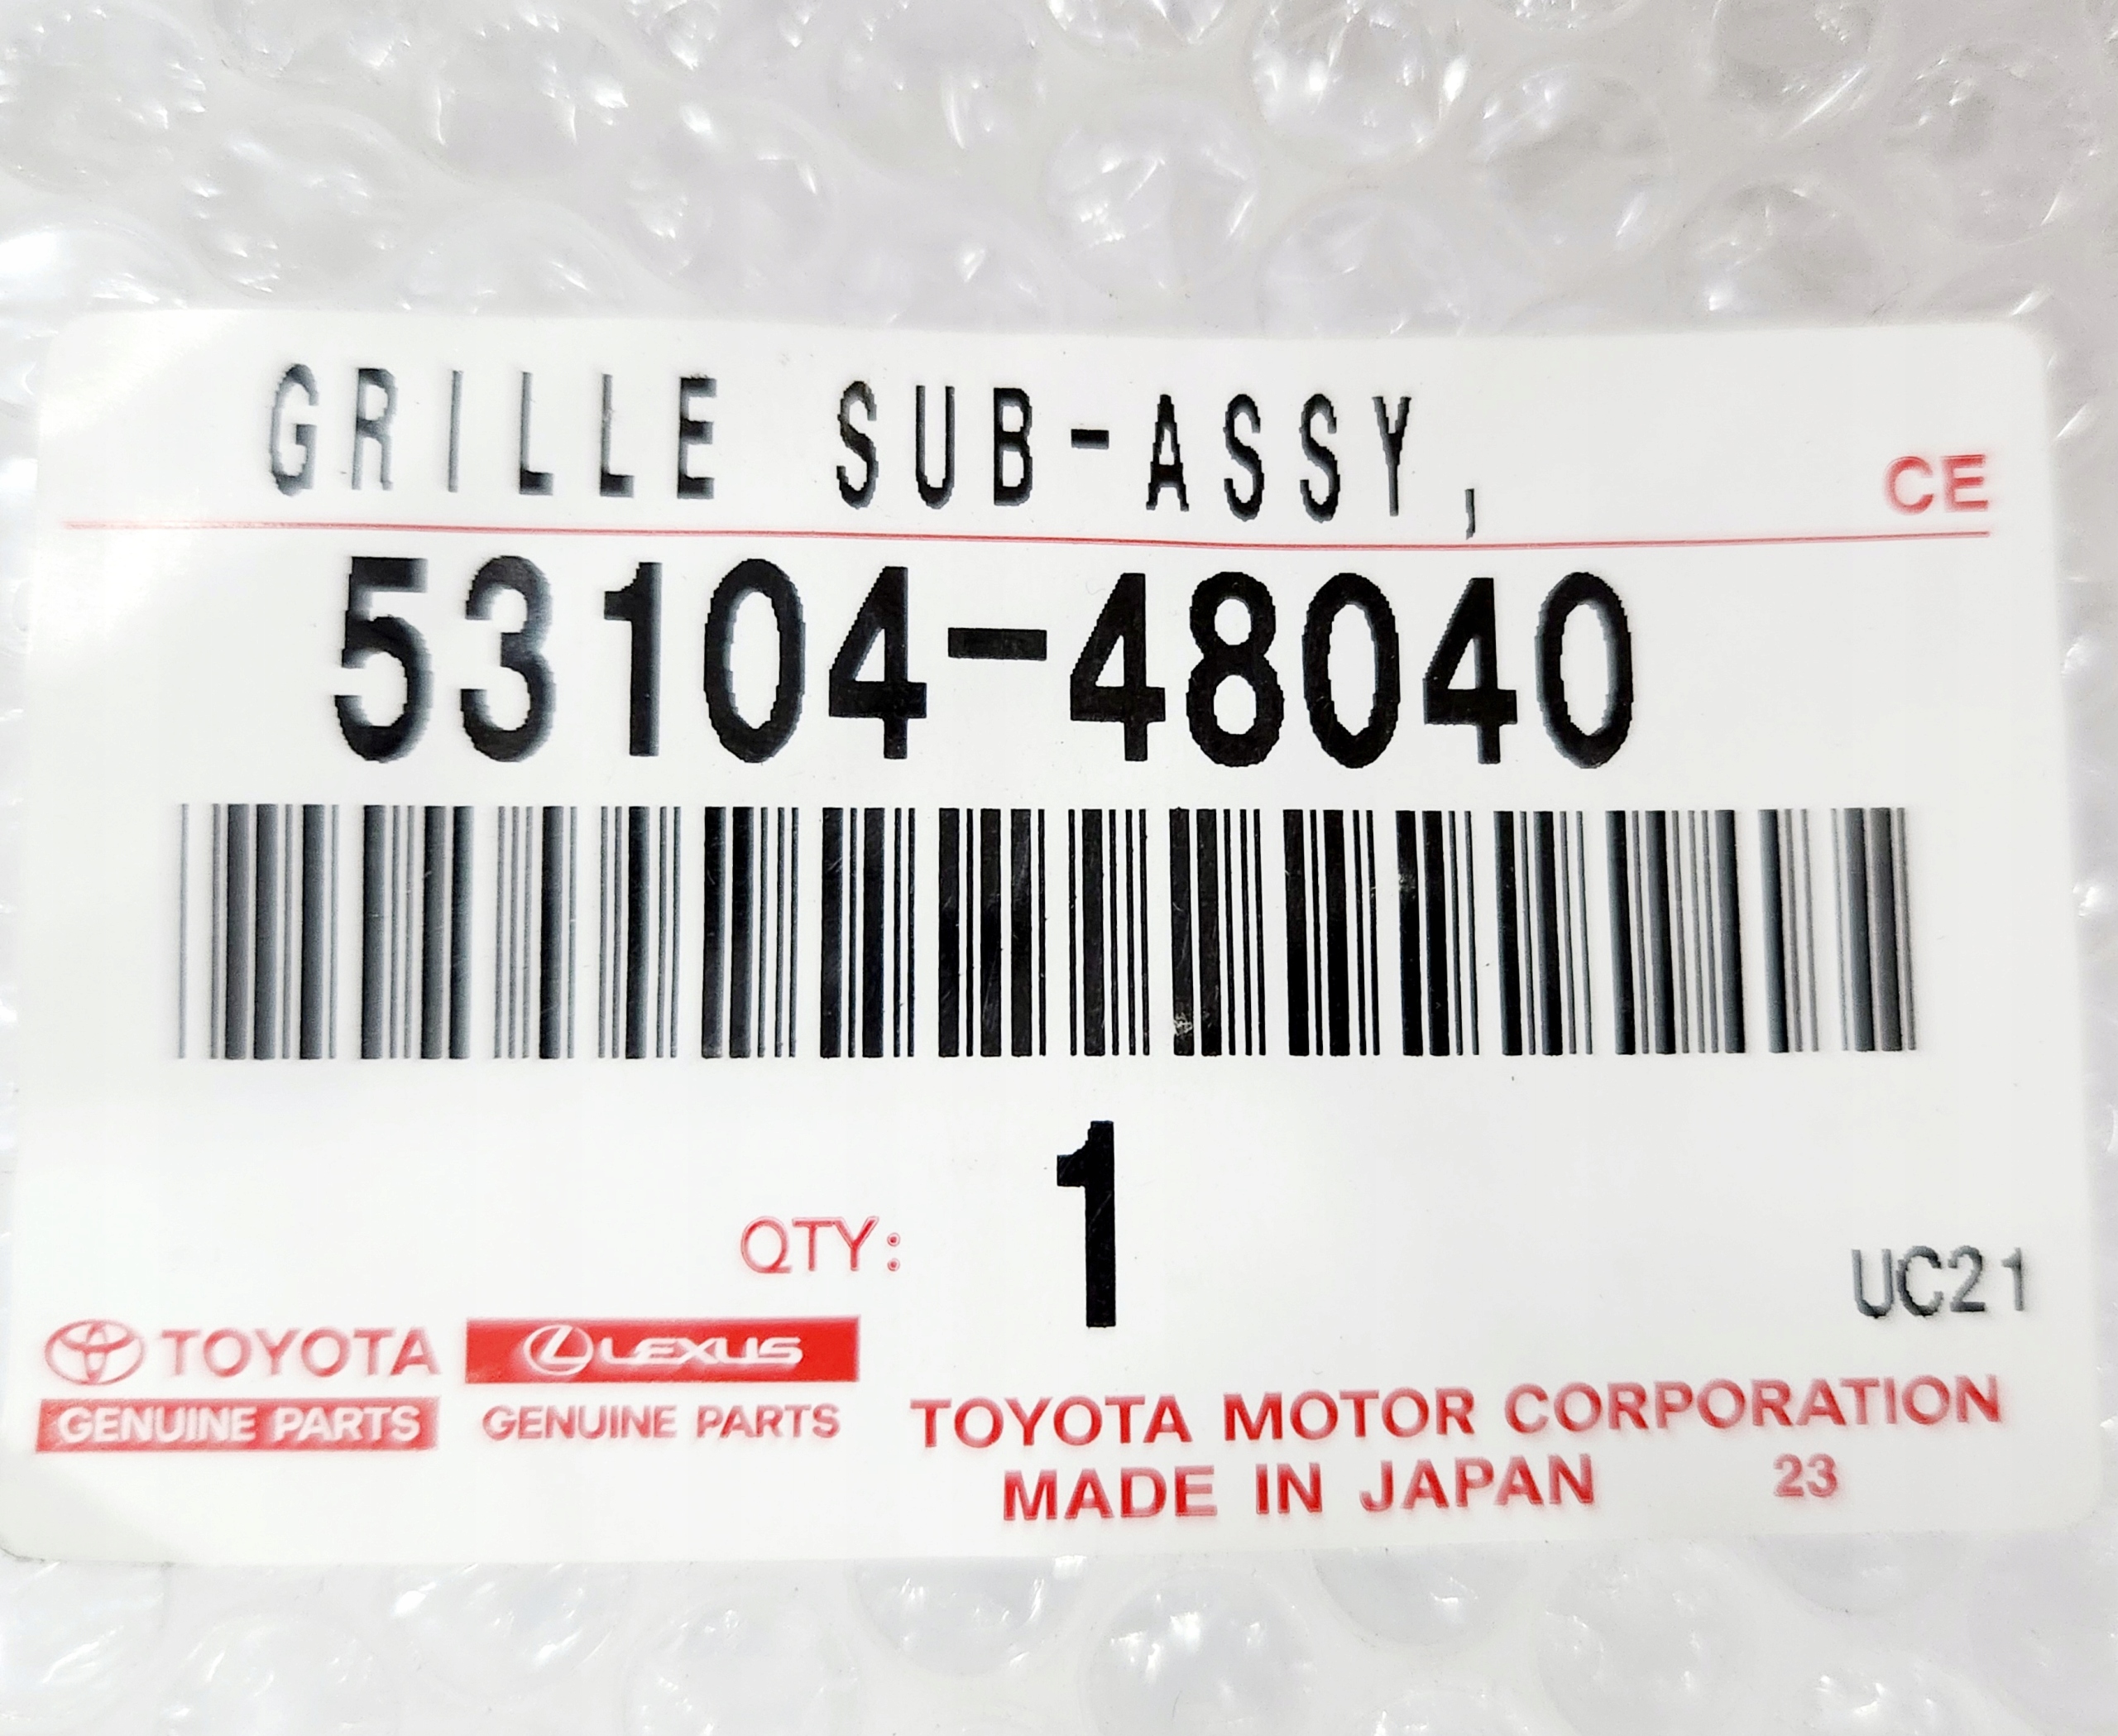 GRILLE SUB-ASSY,
CE
53104-48040
QTY: 1
UC21
TOYOTA
GENUINE PARTS
LEXUS
GENUINE PARTS
TOYOTA MOTOR CORPORATION
MADE IN JAPAN 23